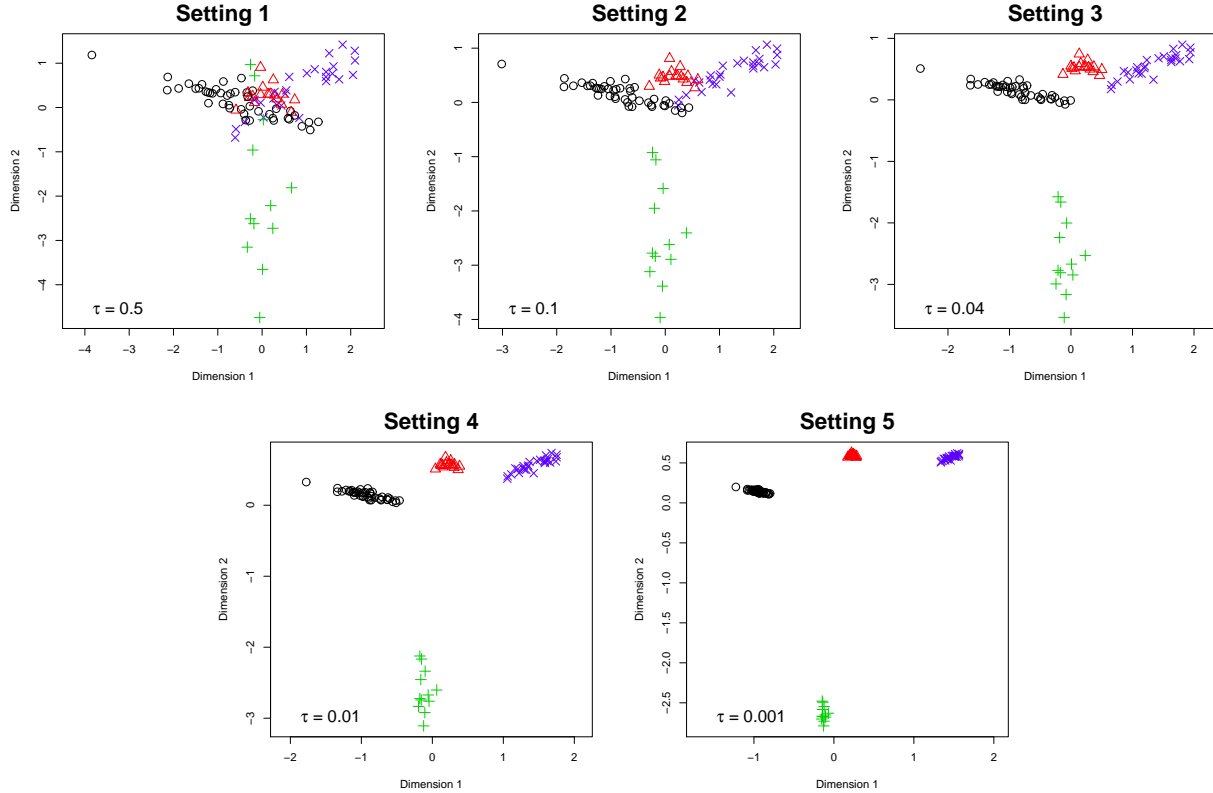 Setting 1
Setting 2
Setting 3
Dimension 2
1
0
−1
−2
−3
−4
τ = 0.5
−4 −3 −2 −1 0 1 2
Dimension 1
Dimension 2
1
0
−1
−2
−3
−4
τ = 0.1
−3 −2 −1 0 1 2
Dimension 1
Dimension 2
1
0
−1
−2
−3
τ = 0.04
−2 −1 0 1 2
Dimension 1
Setting 4
Setting 5
Dimension 2
0
−1
−2
−3
τ = 0.01
−2 −1 0 1 2
Dimension 1
Dimension 2
0.5
0.0
−0.5
−1.0
−1.5
−2.0
−2.5
τ = 0.001
−1 0 1 2
Dimension 1